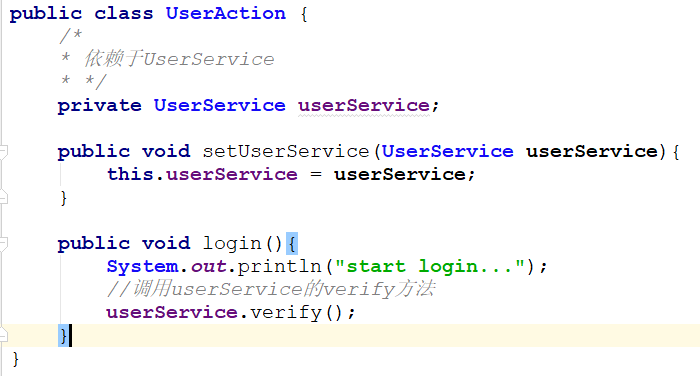 public class UserAction {
/*
* 依赖于UserService
* */
private UserService userService;
public void setUserService(UserService userService){
this.userService = userService;
}
public void login(){
System.out.println("start login...");
//调用userService的verify方法
userService.verify();
}
}